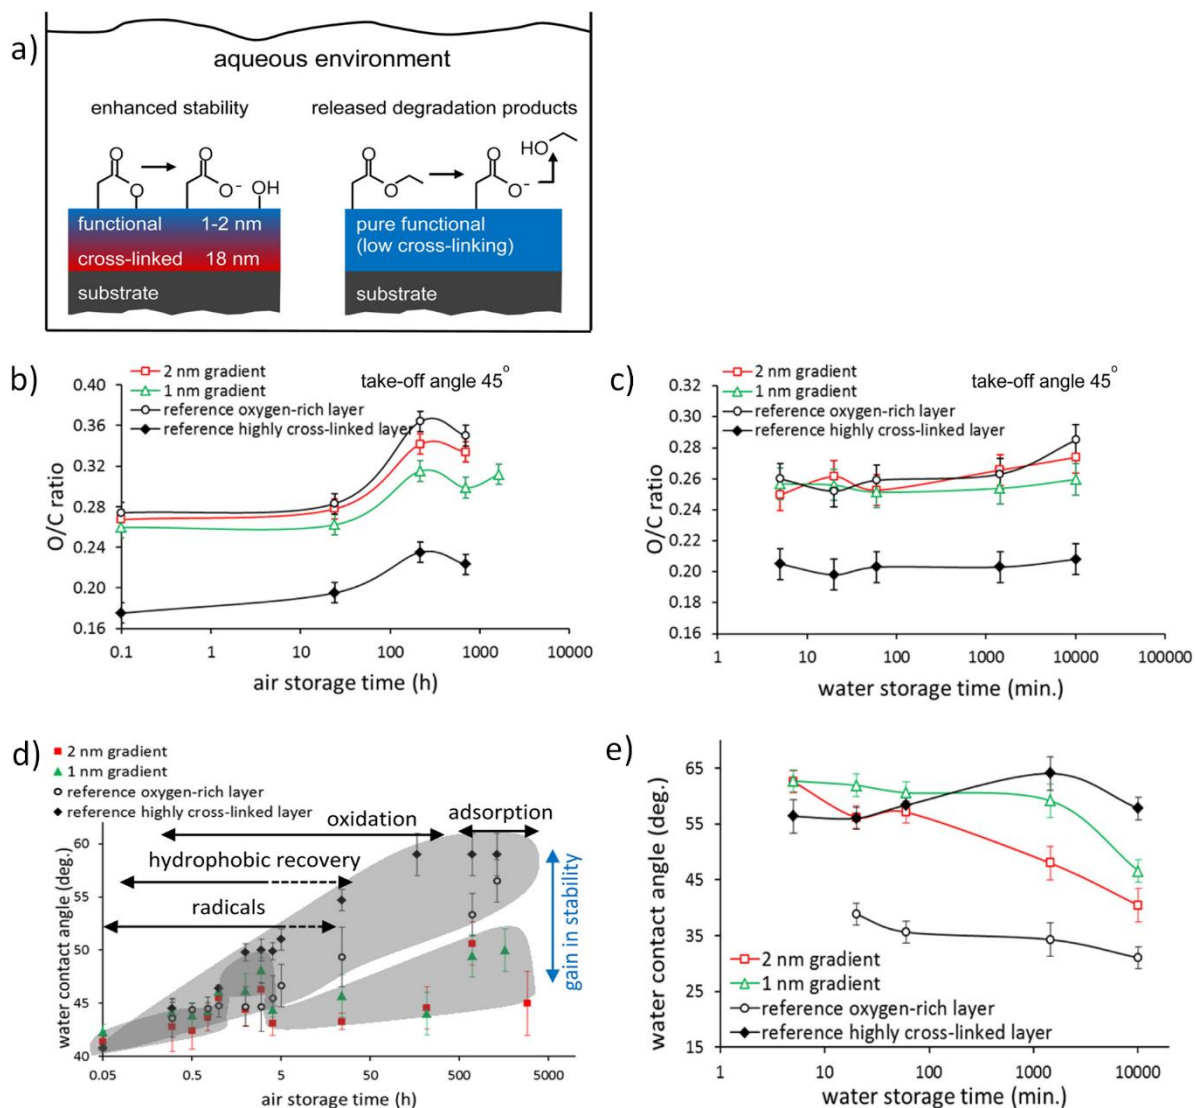 a)
aqueous environment
enhanced stability
released degradation products
O
O
O
O⁻
OH
O
O
O
O⁻
HO
functional 1-2 nm
cross-linked 18 nm
substrate
pure functional
(low cross-linking)
substrate
b)
2 nm gradient
1 nm gradient
reference oxygen-rich layer
reference highly cross-linked layer
take-off angle 45°
O/C ratio
0.40
0.36
0.32
0.28
0.24
0.20
0.16
0.1 1 10 100 1000 10000
air storage time (h)
c)
2 nm gradient
1 nm gradient
reference oxygen-rich layer
reference highly cross-linked layer
take-off angle 45°
O/C ratio
0.32
0.30
0.28
0.26
0.24
0.22
0.20
0.18
0.16
1 10 100 1000 10000 100000
water storage time (min.)
d)
2 nm gradient
1 nm gradient
reference oxygen-rich layer
reference highly cross-linked layer
oxidation
adsorption
hydrophobic recovery
radicals
gain in stability
water contact angle (deg.)
60
55
50
45
40
0.05 0.5 5 50 500 5000
air storage time (h)
e)
water contact angle (deg.)
65
55
45
35
25
15
2 nm gradient
1 nm gradient
reference oxygen-rich layer
reference highly cross-linked layer
1 10 100 1000 10000
water storage time (min.)